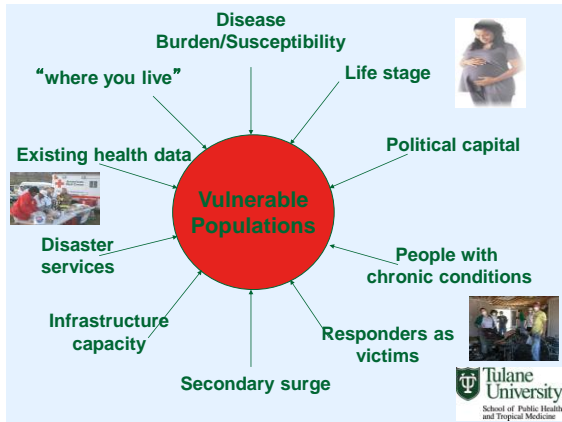 Disease
Burden/Susceptibility
“where you live”
Life stage
Existing health data
Political capital
Vulnerable
Populations
Disaster
services
People with
chronic conditions
Infrastructure
capacity
Responders as
victims
Secondary surge
Tulane
University
School of Public Health
and Tropical Medicine